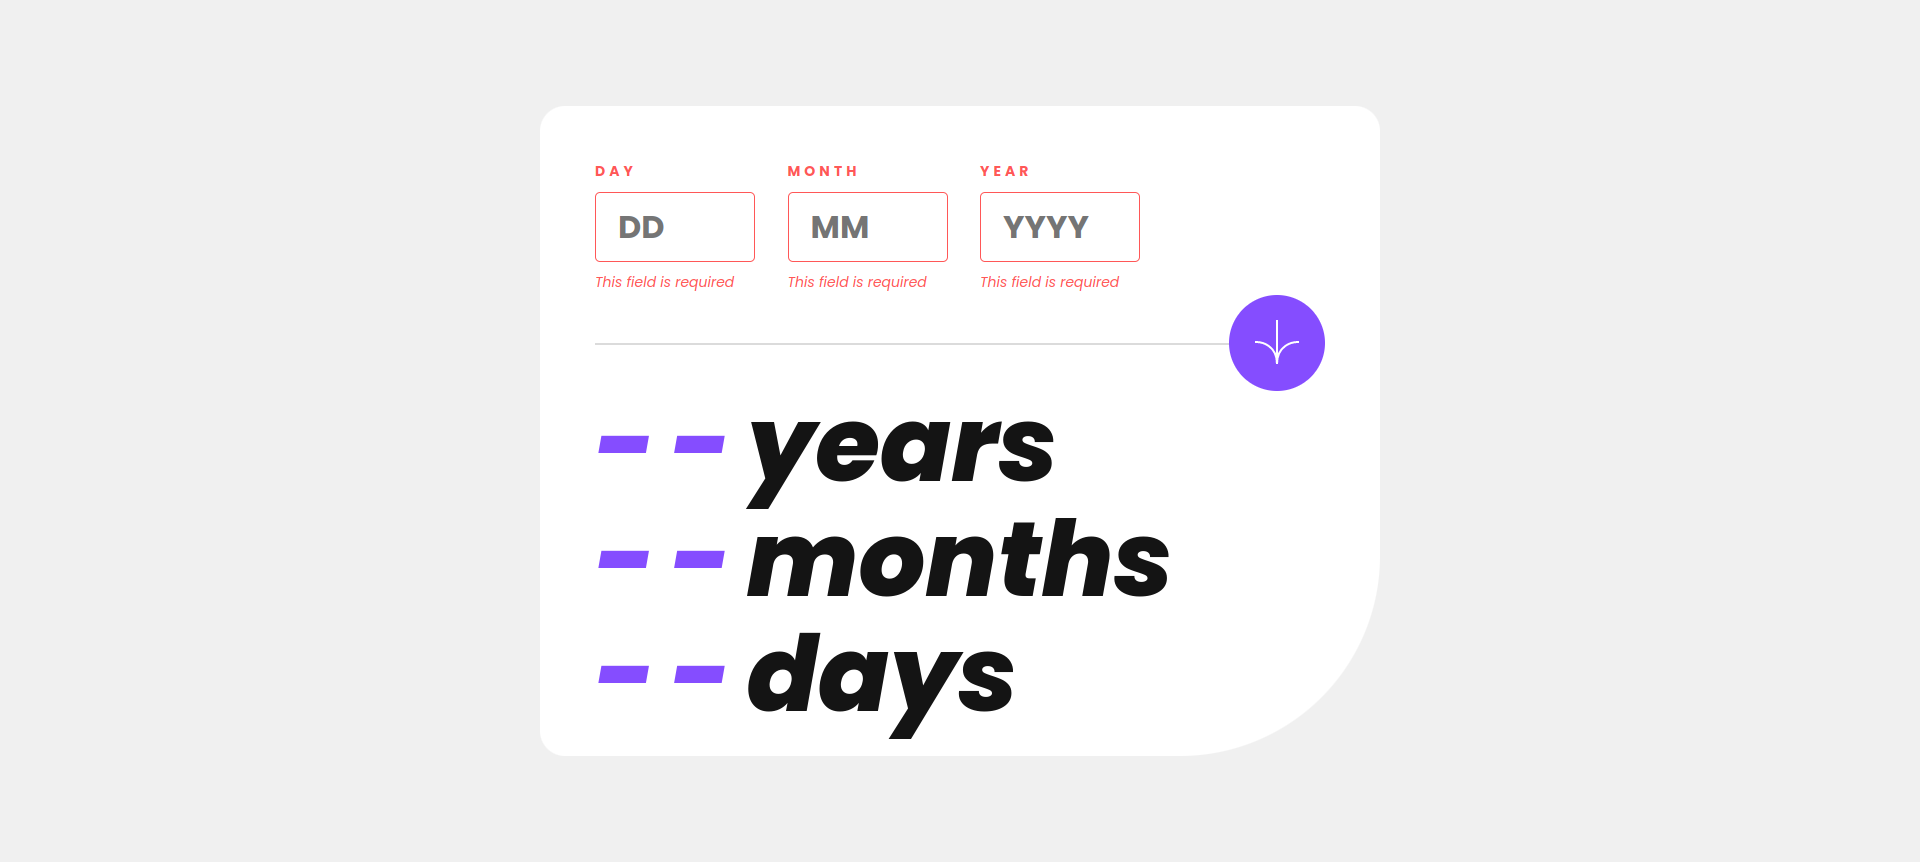 DAY MONTH YEAR
DD MM YYYY
This field is required This field is required This field is required
- - years
- - months
- - days